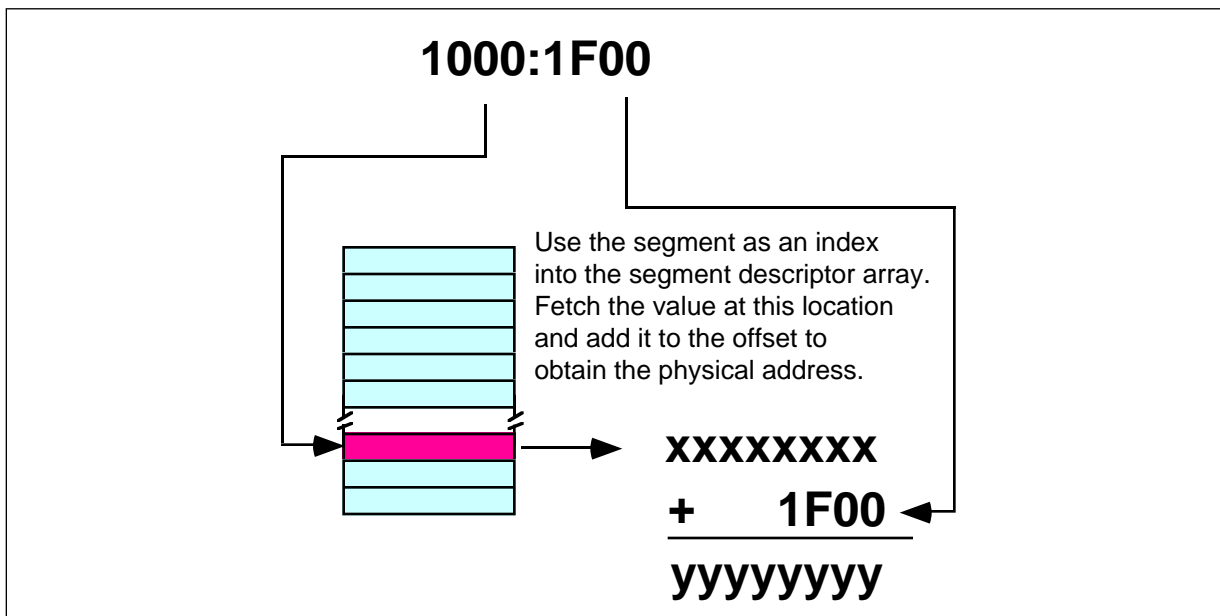 1000:1F00
Use the segment as an index
into the segment descriptor array.
Fetch the value at this location
and add it to the offset to
obtain the physical address.
xxxxxxxx
+ 1F00
yyyyyyyy